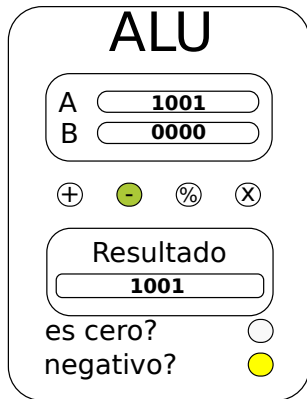 ALU
A 1001
B 0000
+ - % X
Resultado
1001
es cero?
negativo?